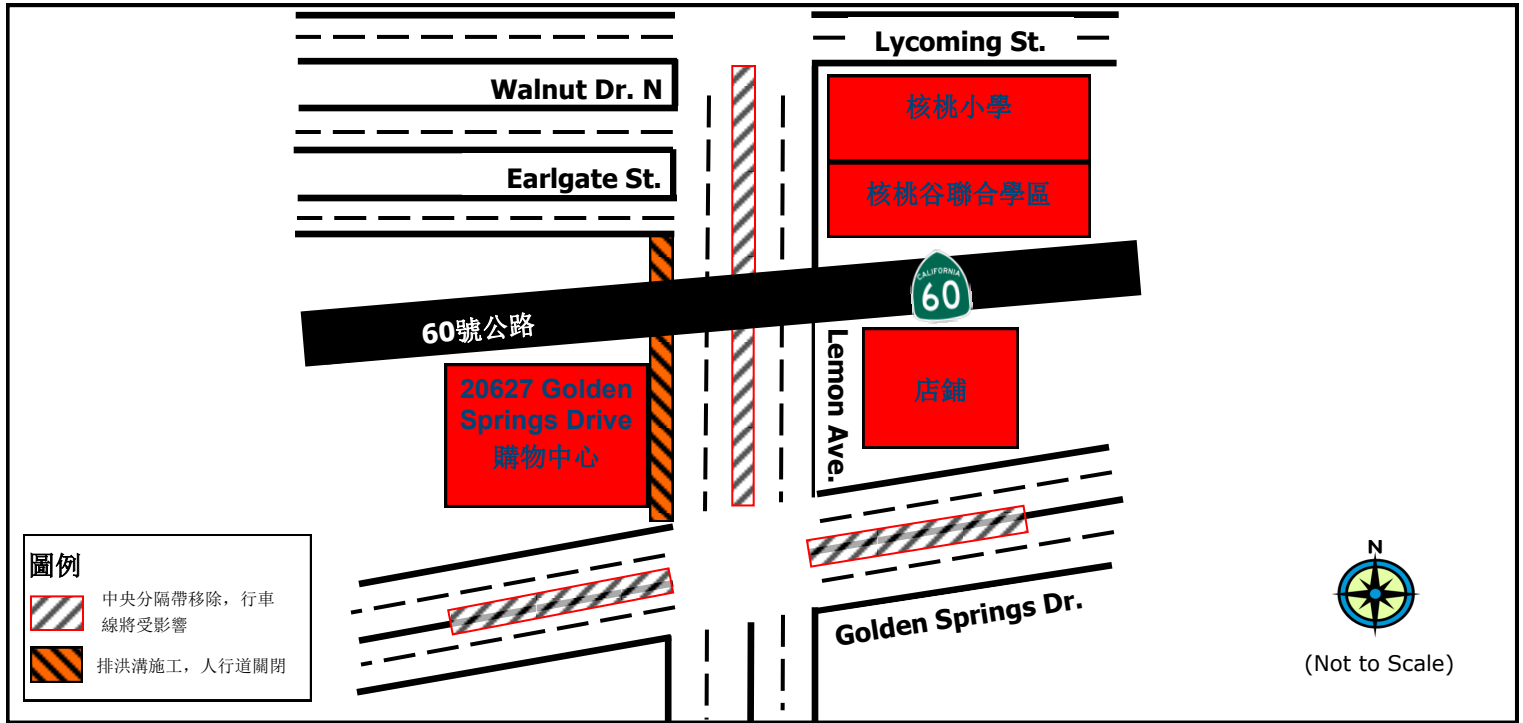 Lycoming St.
Walnut Dr. N
核桃小學
Earlgate St.
核桃谷聯合學區
CALIFORNIA
60
60號公路
Lemon Ave.
20627 Golden
Springs Drive
購物中心
店鋪
圖例
中央分隔帶移除，行車
線將受影響
排洪溝施工，人行道關閉
Golden Springs Dr.
N
(Not to Scale)